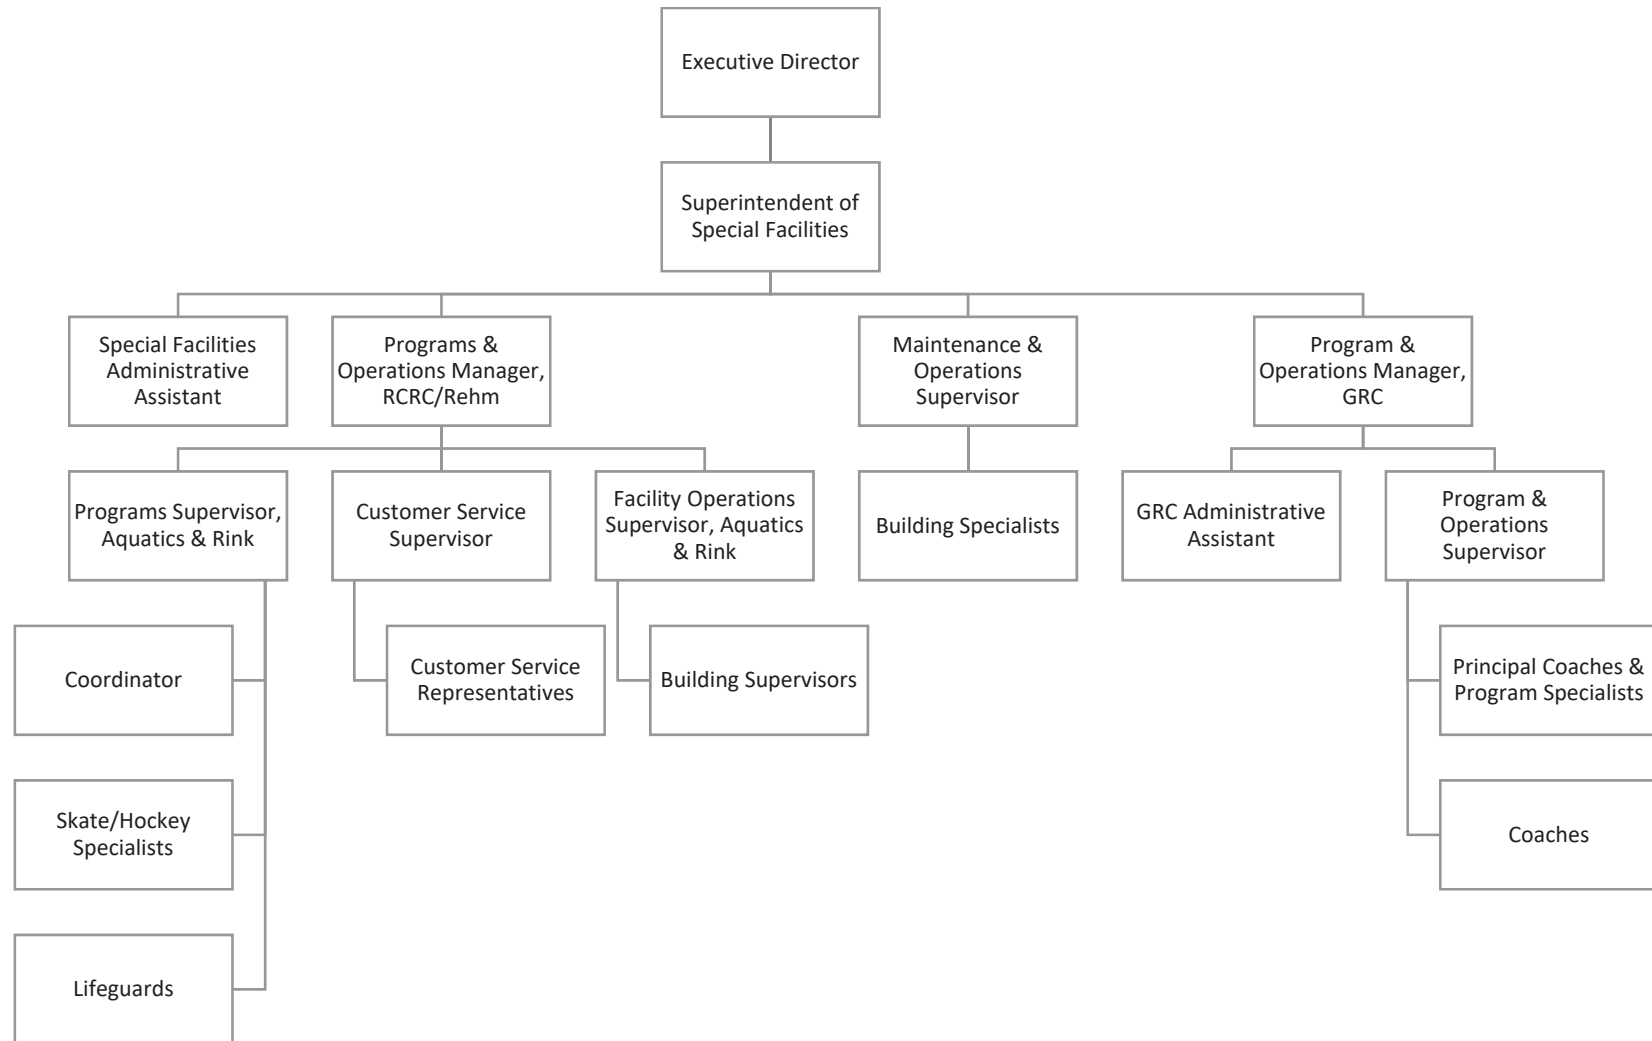 Executive Director
Superintendent of
Special Facilities
Special Facilities
Administrative
Assistant
Programs &
Operations Manager,
RCRC/Rehm
Maintenance &
Operations
Supervisor
Program &
Operations Manager,
GRC
Programs Supervisor,
Aquatics & Rink
Customer Service
Supervisor
Facility Operations
Supervisor, Aquatics
& Rink
Building Specialists
GRC Administrative
Assistant
Program &
Operations
Supervisor
Coordinator
Customer Service
Representatives
Building Supervisors
Principal Coaches &
Program Specialists
Skate/Hockey
Specialists
Coaches
Lifeguards